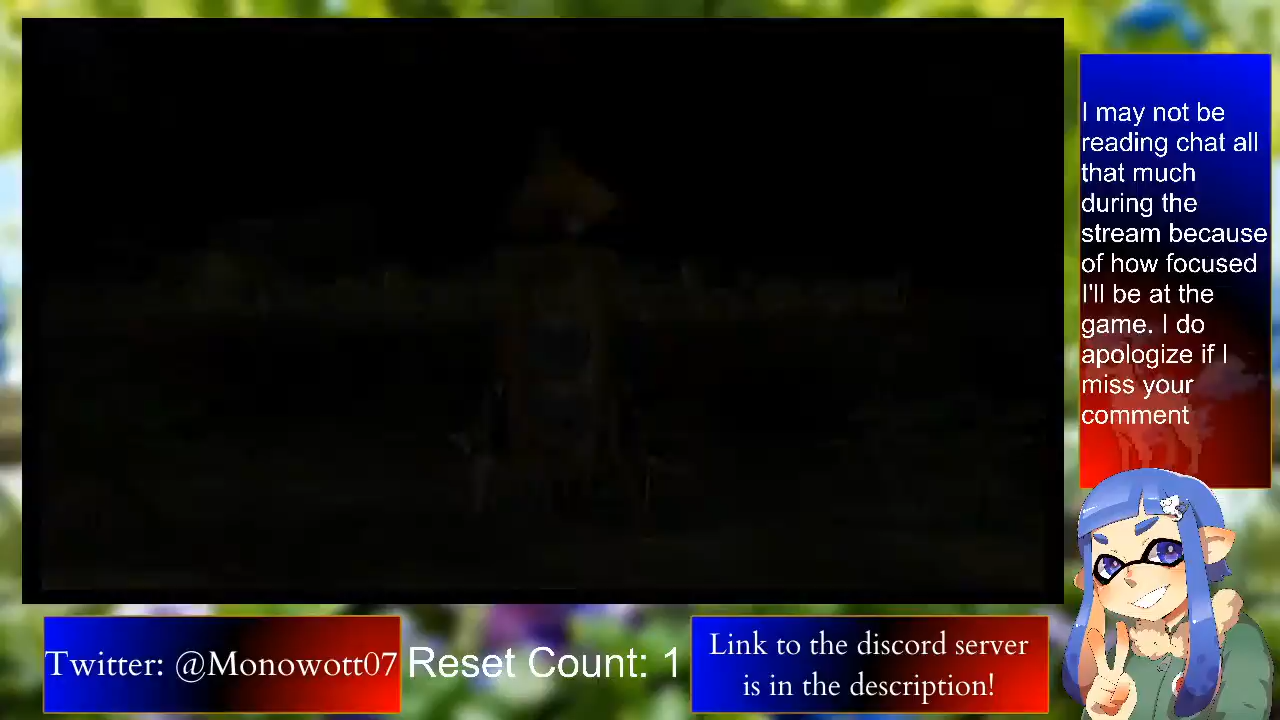 I may not be
reading chat all
that much
during the
stream because
of how focused
I'll be at the
game. I do
apologize if I
miss your
comment
Twitter: @Monowott07
Reset Count: 1
Link to the discord server
is in the description!